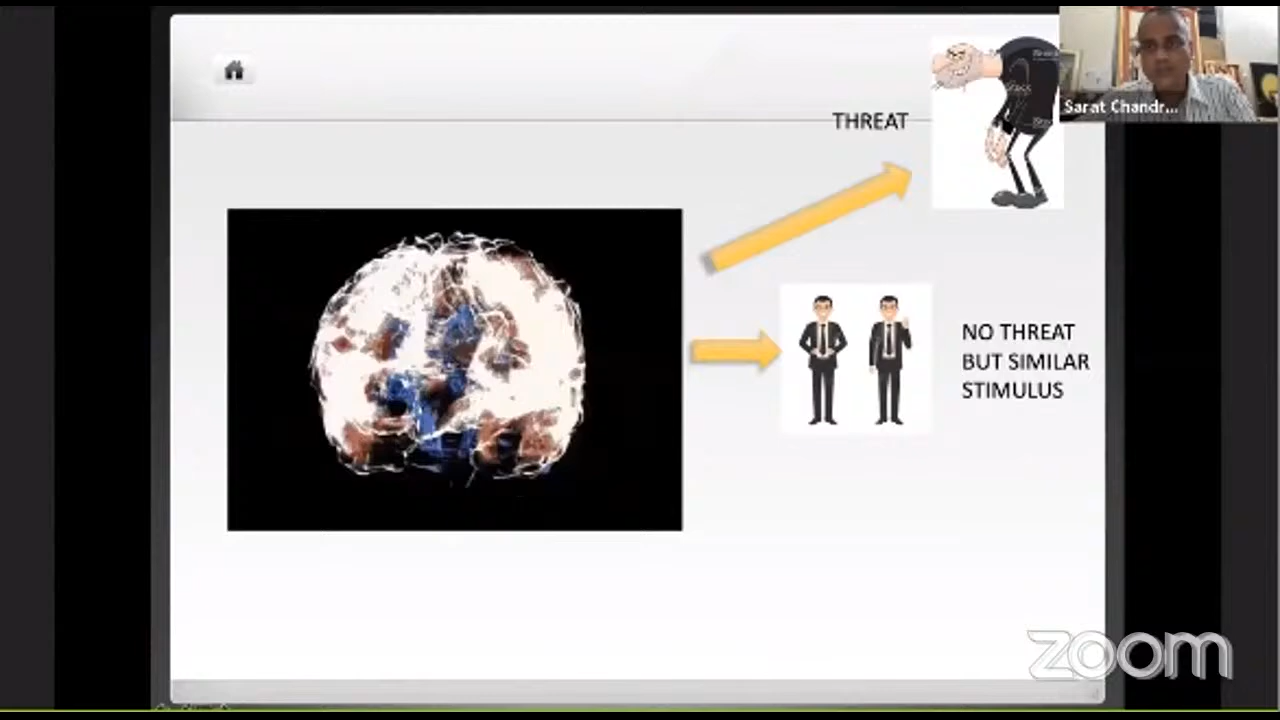 Sarat Chandr...
THREAT
NO THREAT
BUT SIMILAR
STIMULUS
zoom